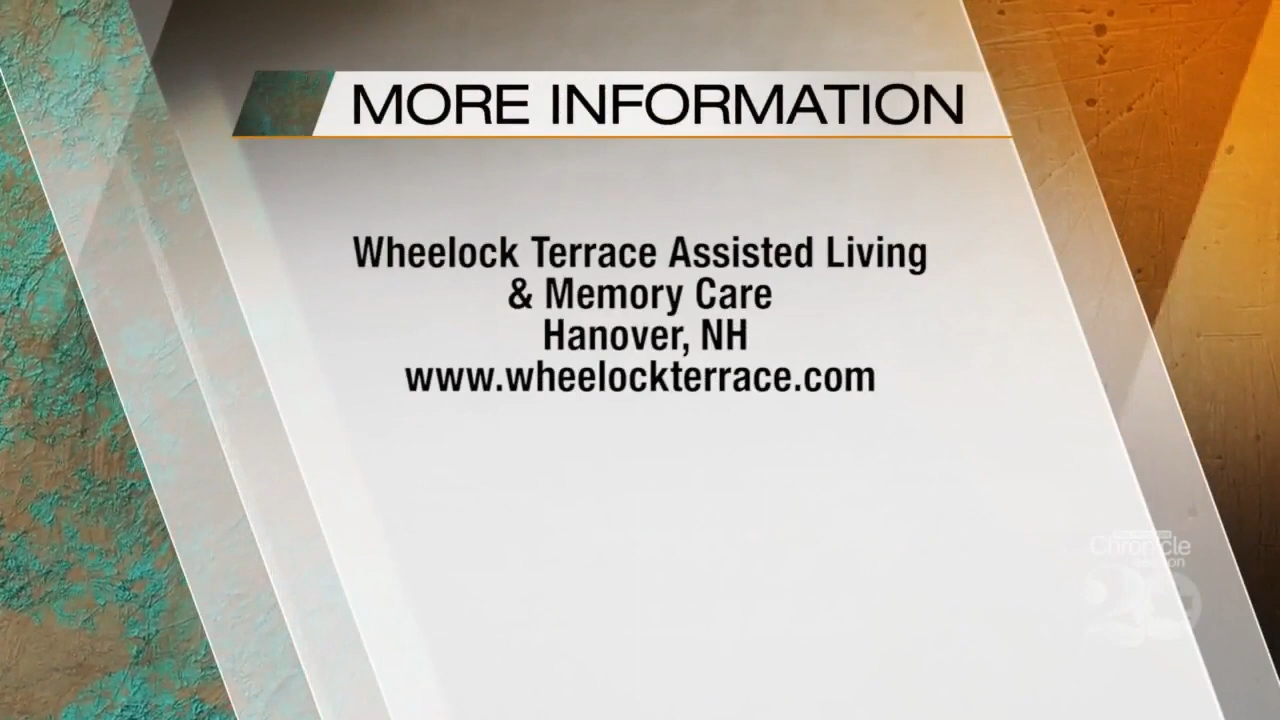 MORE INFORMATION
Wheelock Terrace Assisted Living
& Memory Care
Hanover, NH
www.wheelockterrace.com
Chronicle